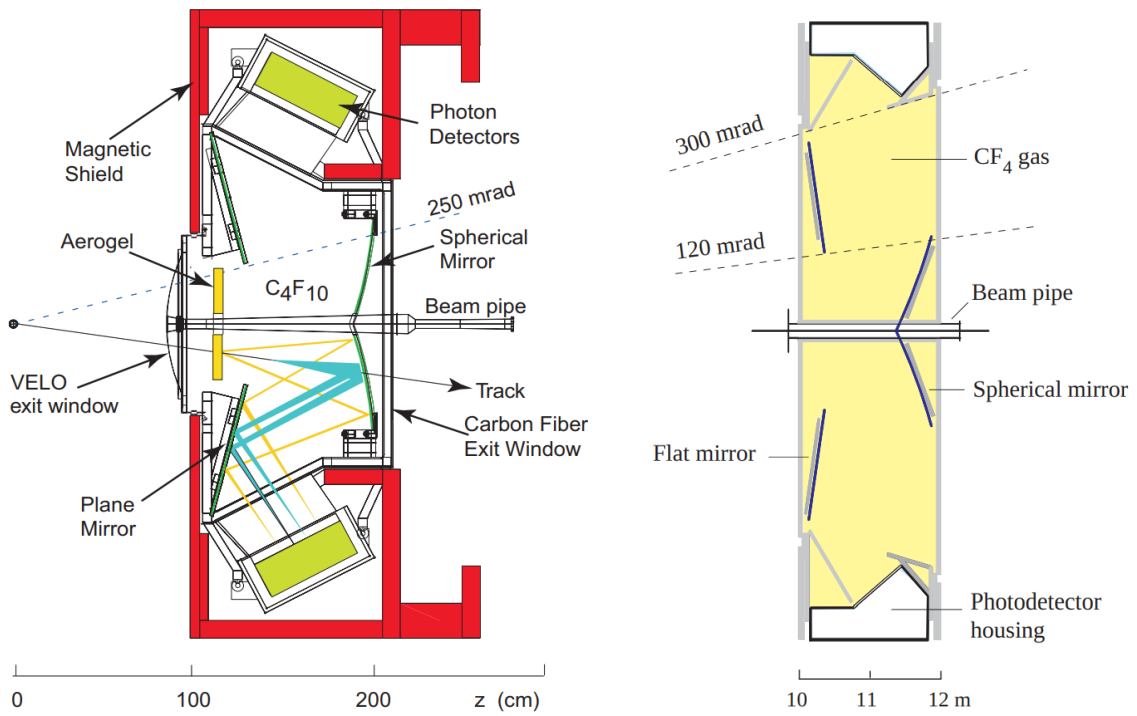 Magnetic
Shield
Aerogel
VELO
exit window
Plane
Mirror
Photon
Detectors
250 mrad
Spherical
Mirror
C4F10
Beam pipe
Track
Carbon Fiber
Exit Window
0
100
200
z (cm)
300 mrad
CF4 gas
120 mrad
Beam pipe
Spherical mirror
Flat mirror
Photodetector
housing
10
11
12 m